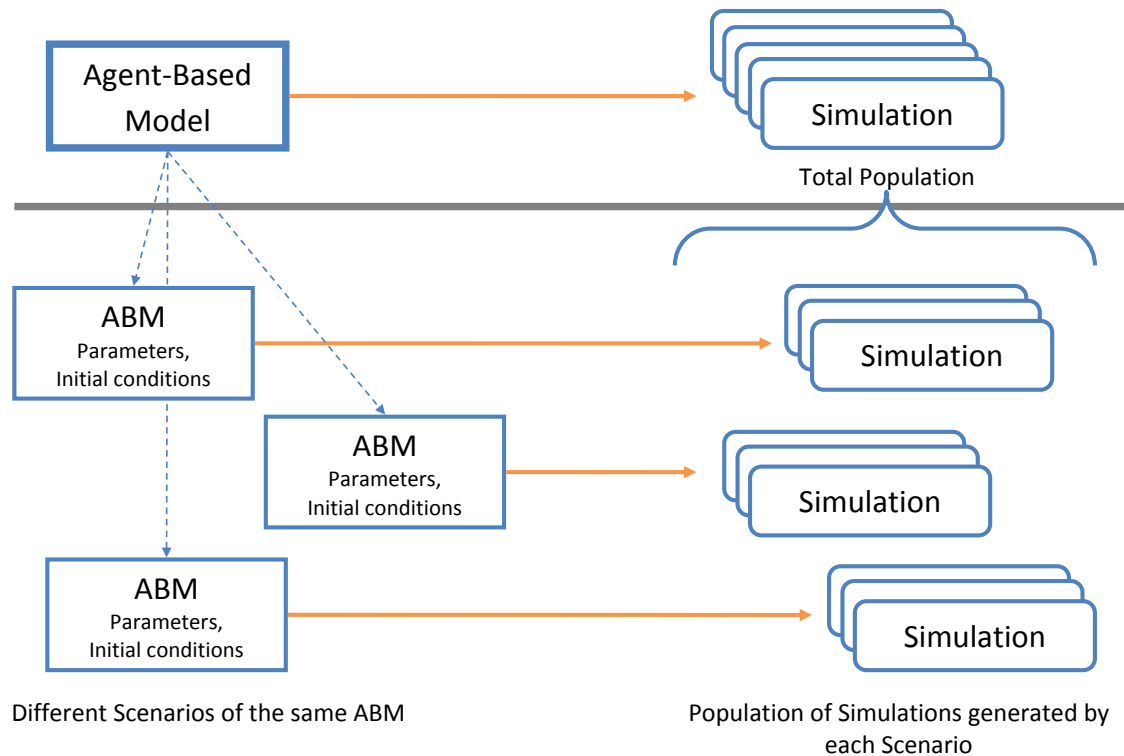 Agent-Based
Model
Simulation
Total Population
ABM
Parameters,
Initial conditions
Simulation
ABM
Parameters,
Initial conditions
Simulation
ABM
Parameters,
Initial conditions
Simulation
Different Scenarios of the same ABM
Population of Simulations generated by
each Scenario